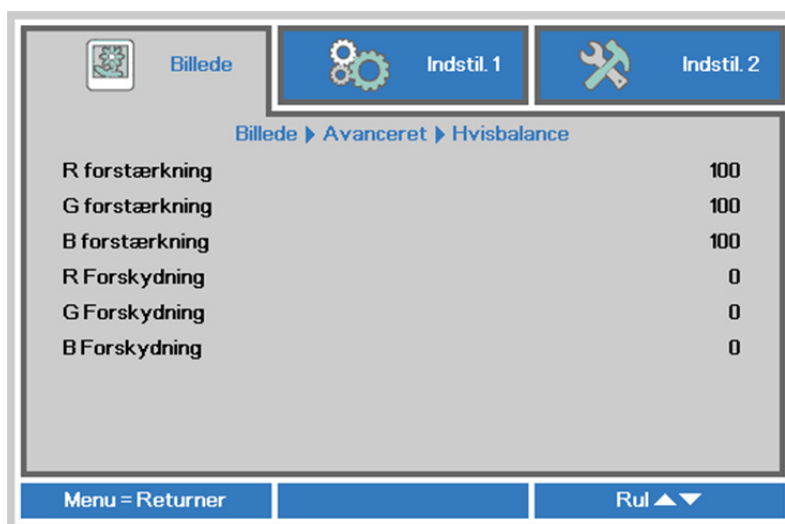 Billede Indstil. 1 Indstil. 2
Billede Avanceret Hvisbalance
R forstærkning 100
G forstærkning 100
B forstærkning 100
R Forskydning 0
G Forskydning 0
B Forskydning 0
Menu = Returner Rul